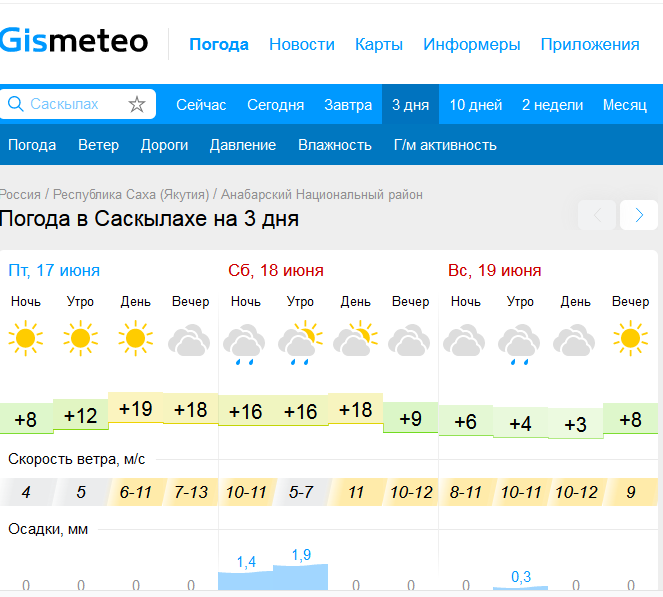 Gismeteo Погода Новости Карты Информеры Приложения
Саскылах Сейчас Сегодня Завтра 3 дня 10 дней 2 недели Месяц
Погода Ветер Дороги Давление Влажность Г/м активность
Россия / Республика Саха (Якутия) / Анабарский Национальный район
Погода в Саскылахе на 3 дня
Пт, 17 июня Сб, 18 июня Вс, 19 июня
Ночь Утро День Вечер Ночь Утро День Вечер Ночь Утро День Вечер
+8 +12 +19 +18 +16 +16 +18 +9 +6 +4 +3 +8
Скорость ветра, м/с
4 5 6-11 7-13 10-11 5-7 11 10-12 8-11 10-11 10-12 9
Осадки, мм
0 0 0 0 1,4 1,9 0 0 0 0,3 0 0